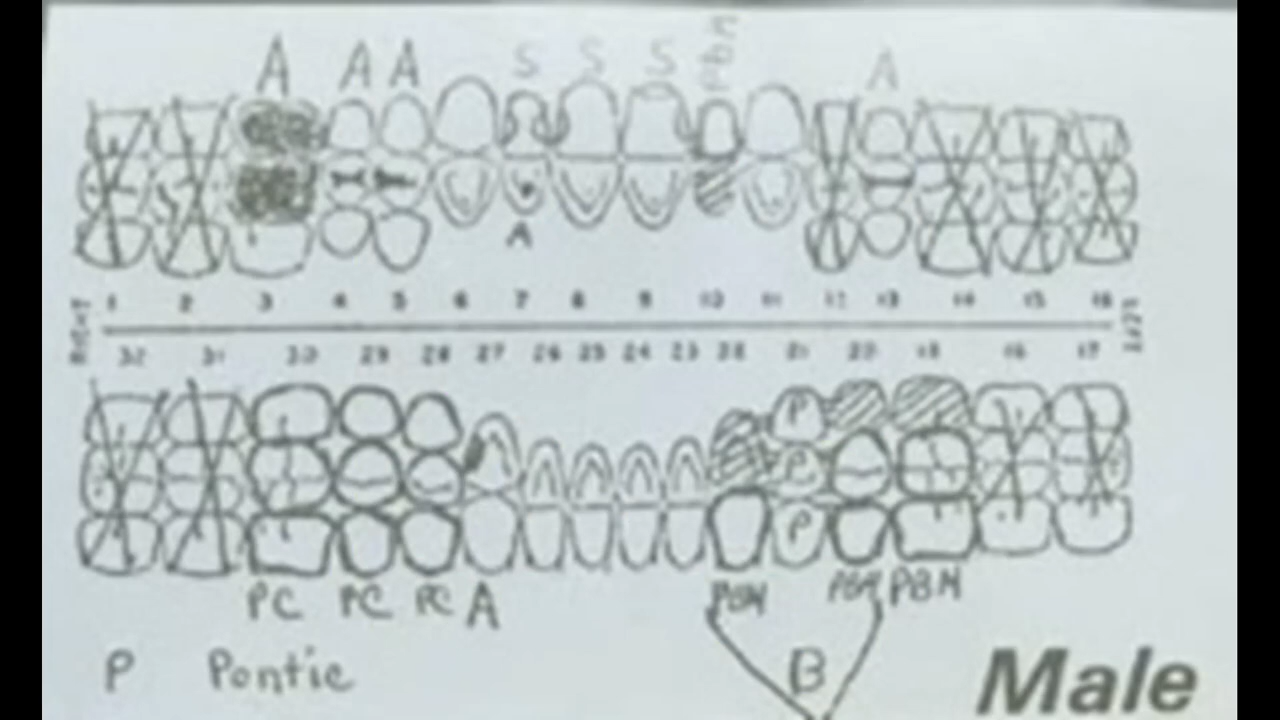 A A A S S S PBM A
A
1 2 3 4 5 6 7 8 9 10 11 12 13 14 15 16
RIGHT LEFT
32 31 30 29 28 27 26 25 24 23 22 21 20 19 18 17
P
P
P
PC PC PC A PBM PBM PBM
P Pontic B Male